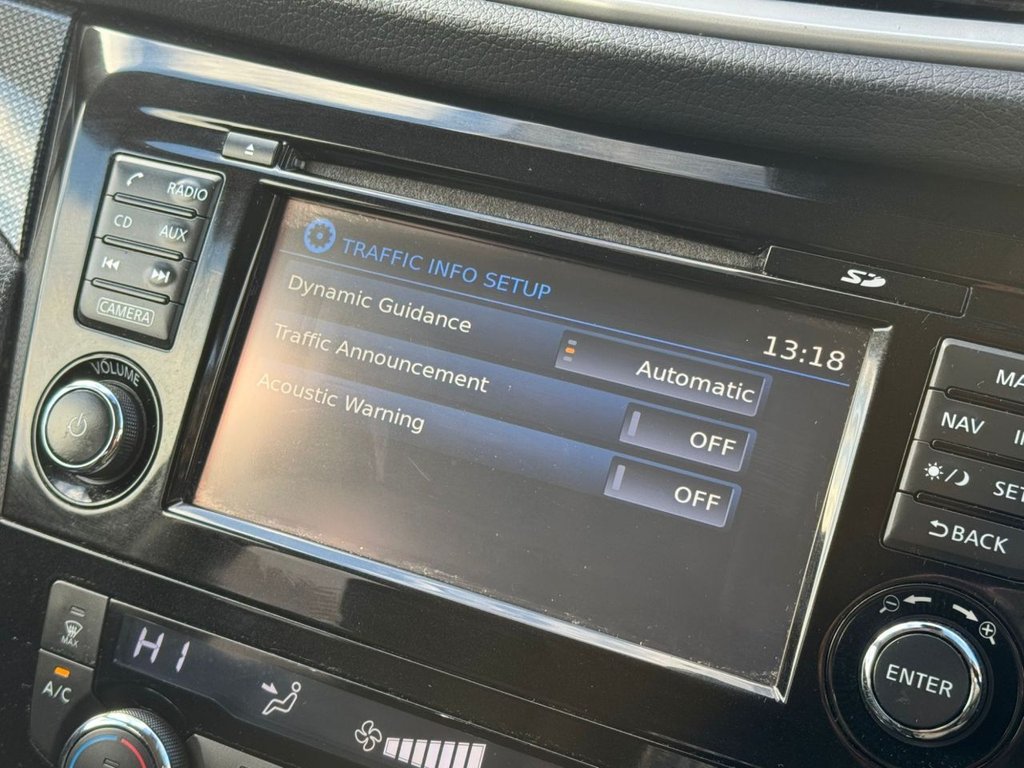 RADIO
CD AUX
CAMERA
VOLUME
TRAFFIC INFO SETUP
13:18
Dynamic Guidance
Automatic
Traffic Announcement
OFF
Acoustic Warning
OFF
SD
NAV
BACK
ENTER
MAX
A/C
HI